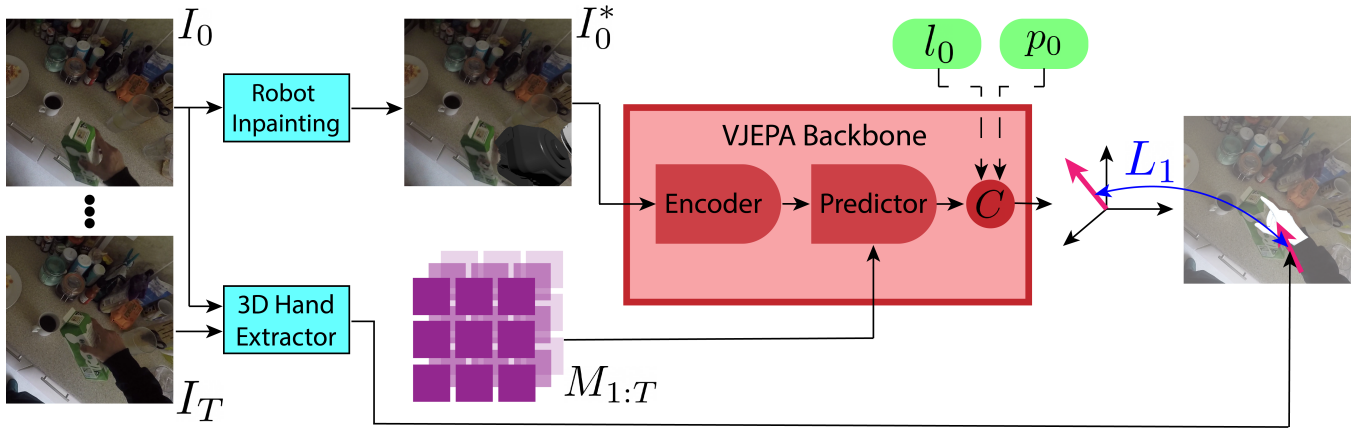 I_0
Robot
Inpainting
I_0^*
l_0
p_0
VJEPA Backbone
Encoder
Predictor
C
L_1
3D Hand
Extractor
I_T
M_{1:T}